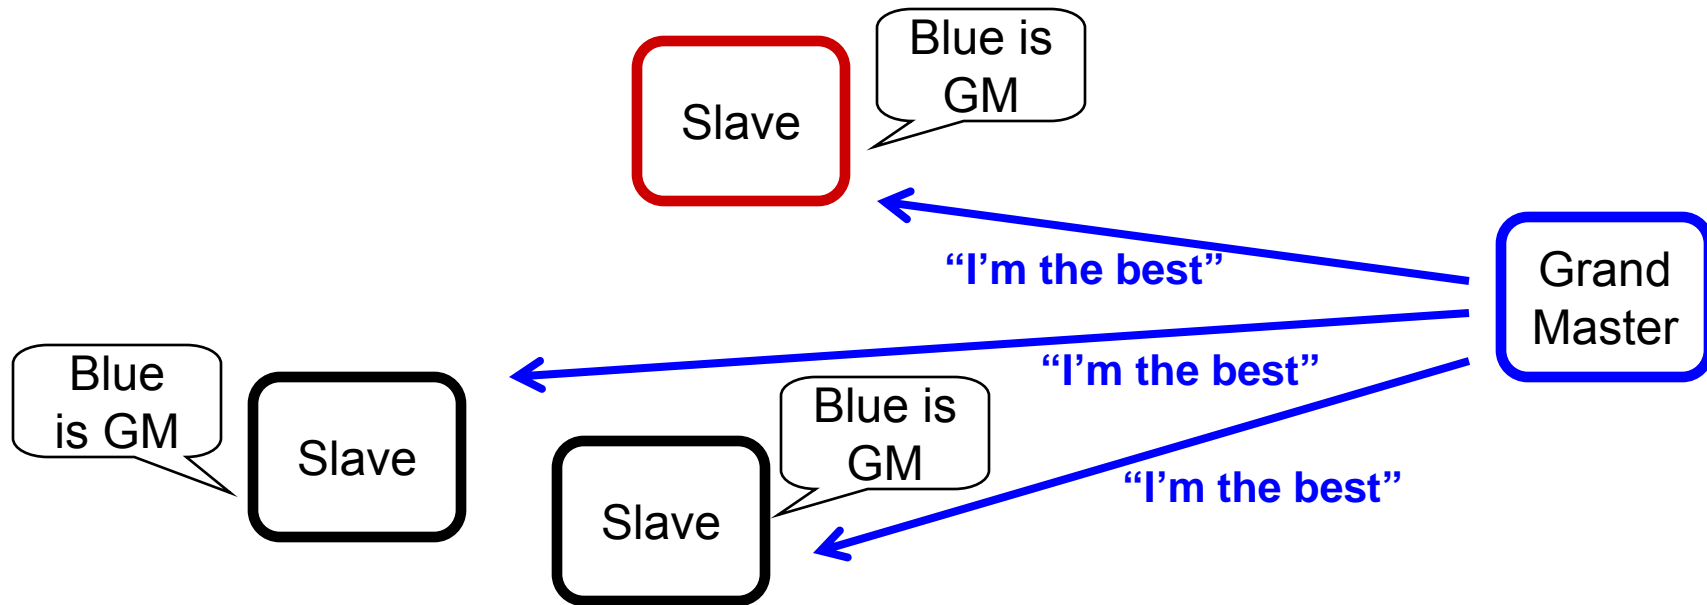 Blue is
GM
Slave
“I’m the best”
Grand
Master
“I’m the best”
Blue
is GM
Slave
Blue is
GM
Slave
“I’m the best”